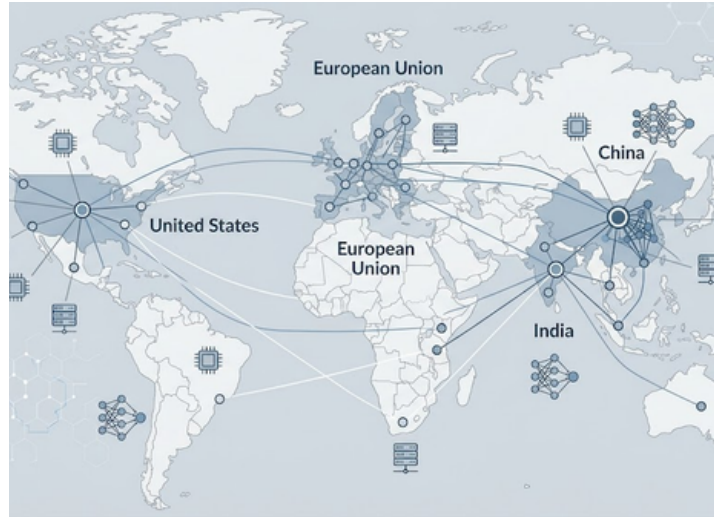 European Union
China
United States
European
Union
India